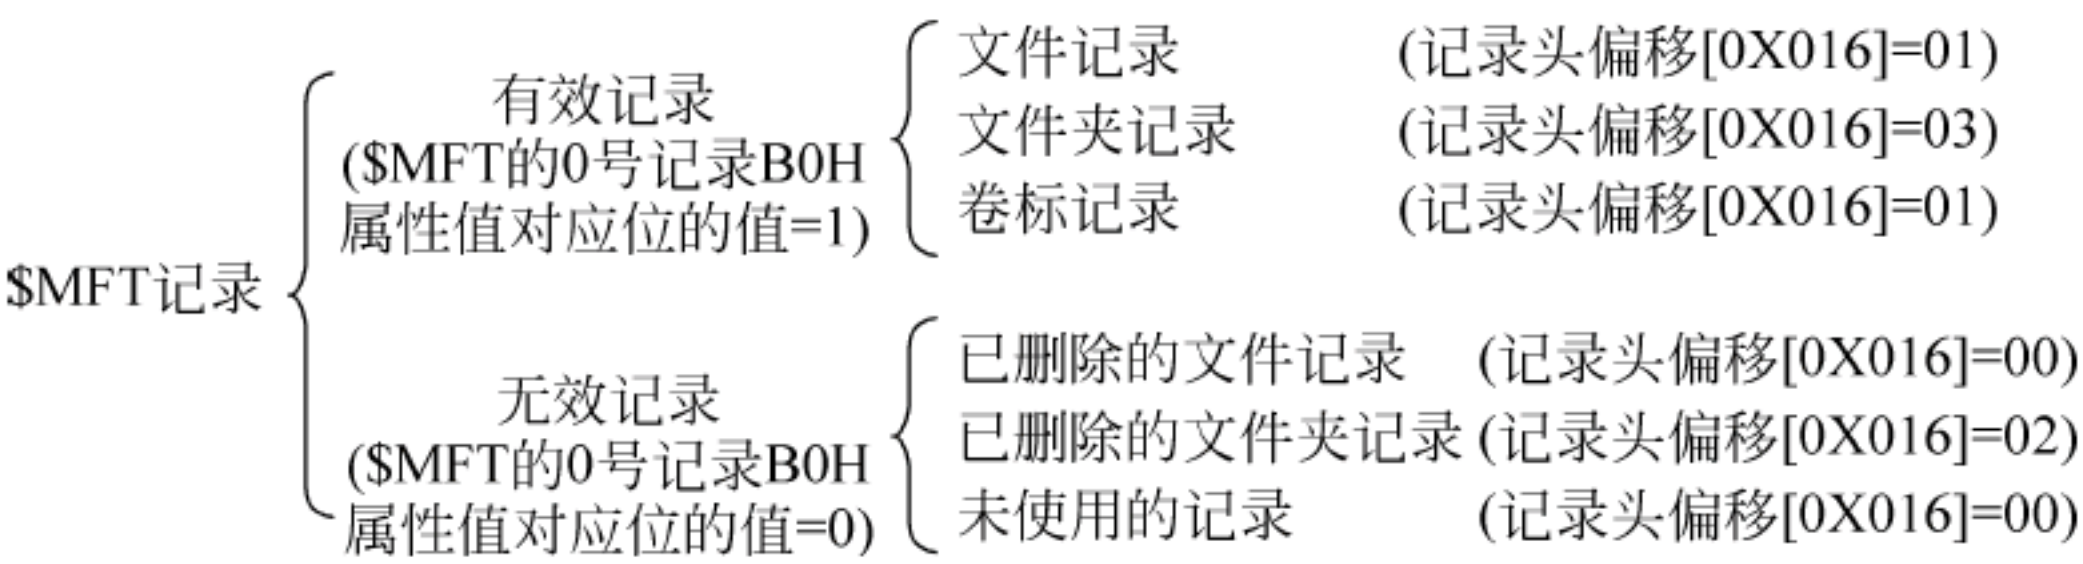 $MFT记录
有效记录
($MFT的0号记录B0H
属性值对应位的值=1)
文件记录 (记录头偏移[0X016]=01)
文件夹记录 (记录头偏移[0X016]=03)
卷标记录 (记录头偏移[0X016]=01)
无效记录
($MFT的0号记录B0H
属性值对应位的值=0)
已删除的文件记录 (记录头偏移[0X016]=00)
已删除的文件夹记录 (记录头偏移[0X016]=02)
未使用的记录 (记录头偏移[0X016]=00)